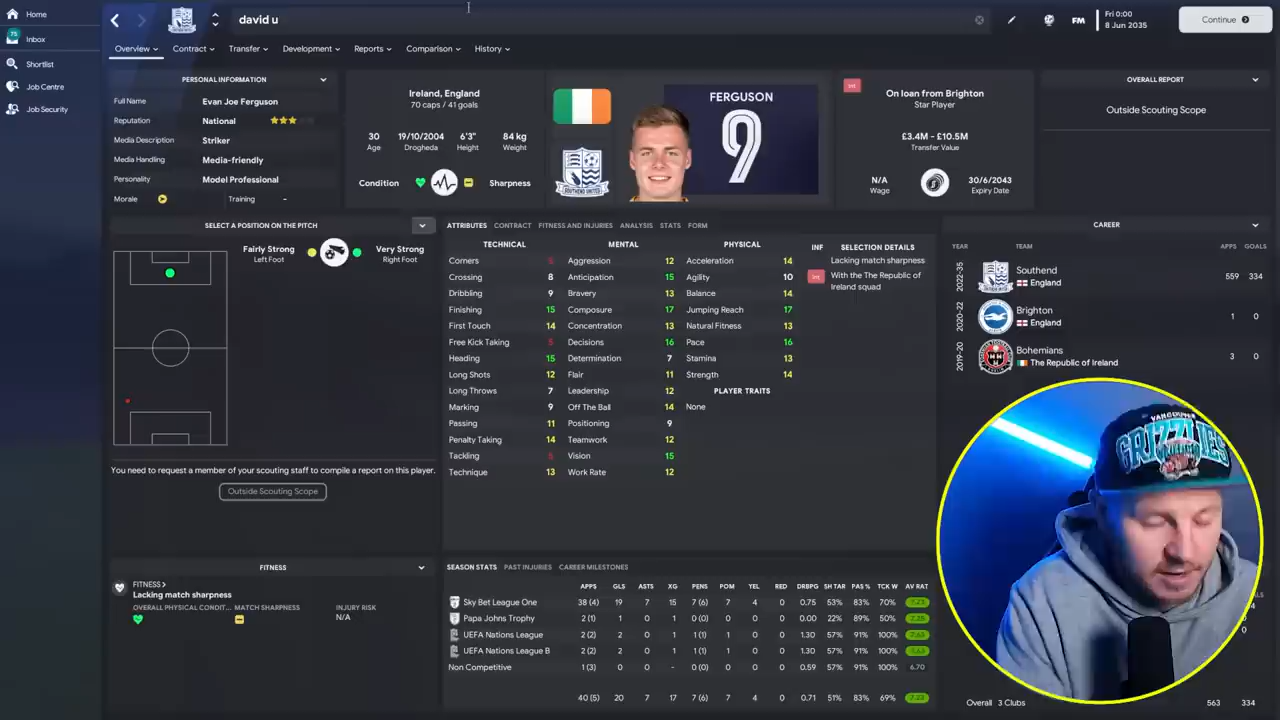 Home
Inbox
Shortlist
Job Centre
Job Security
david u
FM
Fri 0:00
8 Jun 2035
Continue
Overview
Contract
Transfer
Development
Reports
Comparison
History
PERSONAL INFORMATION
Full Name Evan Joe Ferguson
Reputation National
Media Description Striker
Media Handling Media-friendly
Personality Model Professional
Morale Training -
Ireland, England
70 caps / 41 goals
30 19/10/2004 6'3" 84 kg
Age Drogheda Height Weight
Condition Sharpness
FERGUSON
9
SOUTHEND UNITED
Int
On loan from Brighton
Star Player
£3.4M - £10.5M
Transfer Value
N/A 30/6/2043
Wage Expiry Date
OVERALL REPORT
Outside Scouting Scope
SELECT A POSITION ON THE PITCH
Fairly Strong Very Strong
Left Foot Right Foot
You need to request a member of your scouting staff to compile a report on this player.
Outside Scouting Scope
FITNESS
FITNESS >
Lacking match sharpness
OVERALL PHYSICAL CONDIT... MATCH SHARPNESS INJURY RISK
N/A
ATTRIBUTES CONTRACT FITNESS AND INJURIES ANALYSIS STATS FORM
TECHNICAL MENTAL PHYSICAL
Corners 5 Aggression 12 Acceleration 14
Crossing 8 Anticipation 15 Agility 10
Dribbling 9 Bravery 13 Balance 14
Finishing 15 Composure 17 Jumping Reach 17
First Touch 14 Concentration 13 Natural Fitness 13
Free Kick Taking 5 Decisions 16 Pace 16
Heading 15 Determination 7 Stamina 13
Long Shots 12 Flair 11 Strength 14
Long Throws 7 Leadership 12 PLAYER TRAITS
Marking 9 Off The Ball 14 None
Passing 11 Positioning 9
Penalty Taking 14 Teamwork 12
Tackling 5 Vision 15
Technique 13 Work Rate 12
INF SELECTION DETAILS
Lacking match sharpness
Int With the The Republic of
Ireland squad
CAREER
YEAR TEAM APPS GOALS
2022-35 Southend England 559 334
2020-22 Brighton England 1 0
2019-20 Bohemians The Republic of Ireland 3 0
Overall 3 Clubs 563 334
SEASON STATS PAST INJURIES CAREER MILESTONES
APPS GLS ASTS XG PENS POM YEL RED DRBPG SH TAR PAS % TCK W AV RAT
Sky Bet League One 38 (4) 19 7 15 7 (6) 7 4 0 0.75 53% 83% 70% 7.23
Papa Johns Trophy 2 (1) 1 0 1 0 (0) 0 0 0 0.00 22% 89% 50%
UEFA Nations League 2 (2) 2 0 1 1 (1) 1 0 0 1.30 57% 91% 100%
UEFA Nations League B 2 (2) 2 0 1 1 (1) 1 0 0 1.30 57% 91% 100%
Non Competitive 1 (3) 0 0 - 0 (0) 0 0 0 0.59 57% 91% 100% 6.70
40 (5) 20 7 17 7 (6) 7 4 0 0.71 51% 83% 69%
VANCOUVER
GRIZZLIES